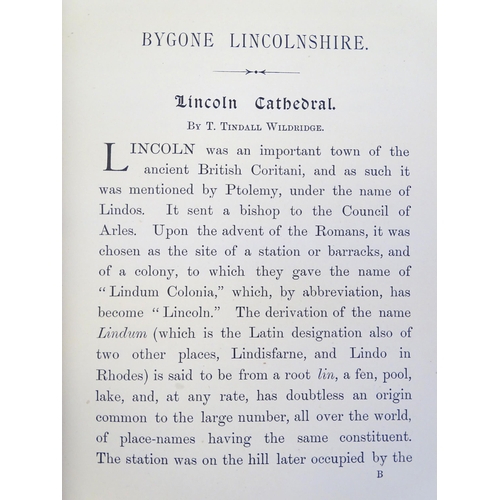 BYGONE LINCOLNSHIRE.
Lincoln Cathedral.
BY T. TINDALL WILDRIDGE.
LINCOLN was an important town of the
ancient British Coritani, and as such it
was mentioned by Ptolemy, under the name of
Lindos. It sent a bishop to the Council of
Arles. Upon the advent of the Romans, it was
chosen as the site of a station or barracks, and
of a colony, to which they gave the name of
“Lindum Colonia,” which, by abbreviation, has
become “Lincoln.” The derivation of the name
Lindum (which is the Latin designation also of
two other places, Lindisfarne, and Lindo in
Rhodes) is said to be from a root lin, a fen, pool,
lake, and, at any rate, has doubtless an origin
common to the large number, all over the world,
of place-names having the same constituent.
The station was on the hill later occupied by the
B